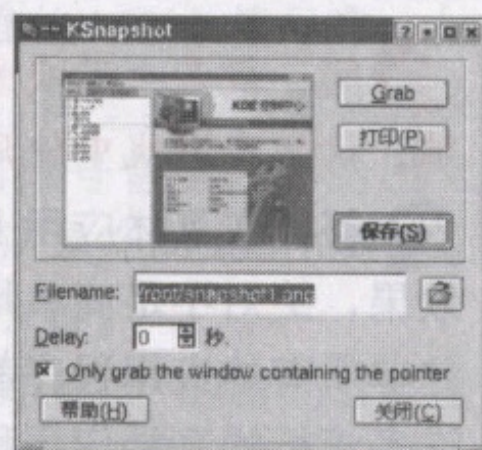 KSnapshot
Grab
打印(P)
保存(S)
Filename: /root/snapshot1.png
Delay: 0 秒.
Only grab the window containing the pointer
帮助(H)
关闭(C)